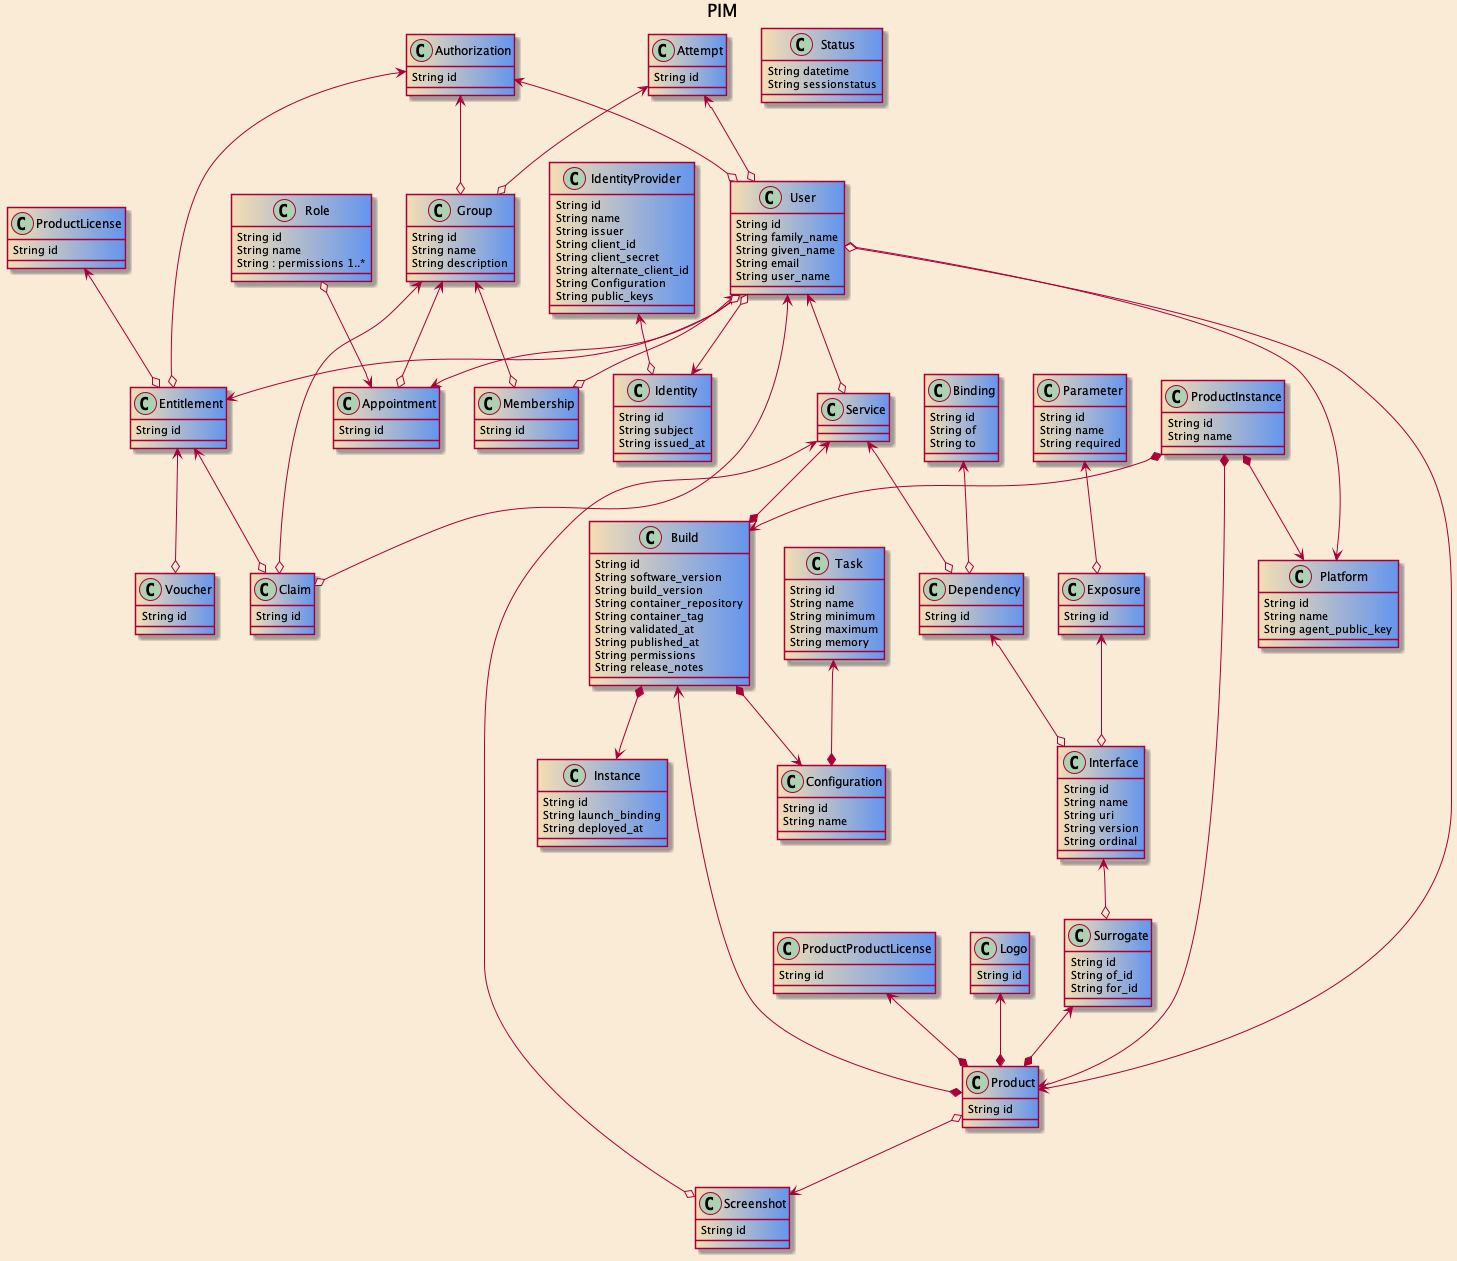 PIM
C Authorization
String id
C Attempt
String id
C Status
String datetime
String sessionstatus
C ProductLicense
String id
C Role
String id
String name
String : permissions 1..*
C Group
String id
String name
String description
C IdentityProvider
String id
String name
String issuer
String client_id
String client_secret
String alternate_client_id
String Configuration
String public_keys
C User
String id
String family_name
String given_name
String email
String user_name
C Entitlement
String id
C Appointment
String id
C Membership
String id
C Identity
String id
String subject
String issued_at
C Service
C Binding
String id
String of
String to
C Parameter
String id
String name
String required
C ProductInstance
String id
String name
C Voucher
String id
C Claim
String id
C Build
String id
String software_version
String build_version
String container_repository
String container_tag
String validated_at
String published_at
String permissions
String release_notes
C Task
String id
String name
String minimum
String maximum
String memory
C Dependency
String id
C Exposure
String id
C Platform
String id
String name
String agent_public_key
C Instance
String id
String launch_binding
String deployed_at
C Configuration
String id
String name
C Interface
String id
String name
String uri
String version
String ordinal
C ProductProductLicense
String id
C Logo
String id
C Surrogate
String id
String of_id
String for_id
C Product
String id
C Screenshot
String id